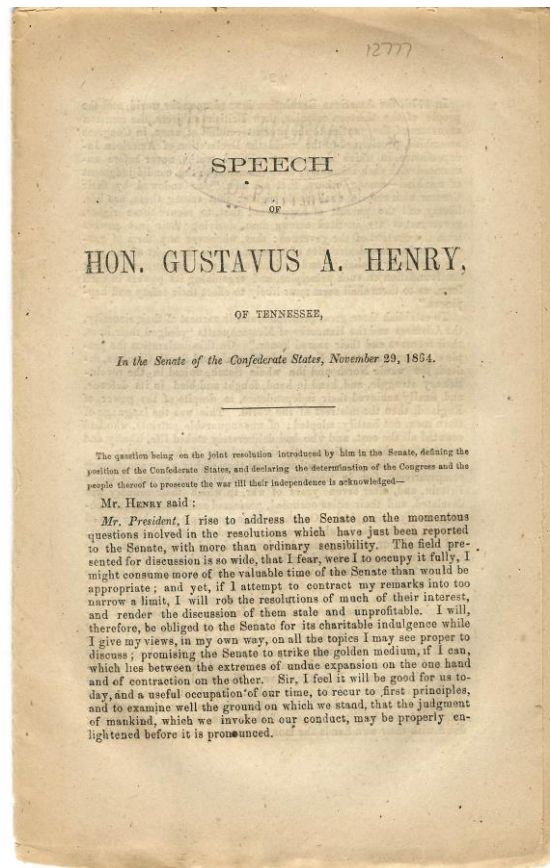 12777
SPEECH
OF
HON. GUSTAVUS A. HENRY,
OF TENNESSEE,
In the Senate of the Confederate States, November 29, 1864.
The question being on the joint resolution introduced by him in the Senate, defining the
position of the Confederate States, and declaring the determination of the Congress and the
people thereof to prosecute the war till their independence is acknowledged—
Mr. HENRY said :
Mr. President, I rise to address the Senate on the momentous
questions inolved in the resolutions which have just been reported
to the Senate, with more than ordinary sensibility. The field pre-
sented for discussion is so wide, that I fear, were I to occupy it fully, I
might consume more of the valuable time of the Senate than would be
appropriate ; and yet, if I attempt to contract my remarks into too
narrow a limit, I will rob the resolutions of much of their interest,
and render the discussion of them stale and unprofitable. I will,
therefore, be obliged to the Senate for its charitable indulgence while
I give my views, in my own way, on all the topics I may see proper to
discuss ; promising the Senate to strike the golden medium, if I can,
which lies between the extremes of undue expansion on the one hand
and of contraction on the other. Sir, I feel it will be good for us to-
day, and a useful occupation of our time, to recur to first principles,
and to examine well the ground on which we stand, that the judgment
of mankind, which we invoke on our conduct, may be properly en-
lightened before it is pronounced.